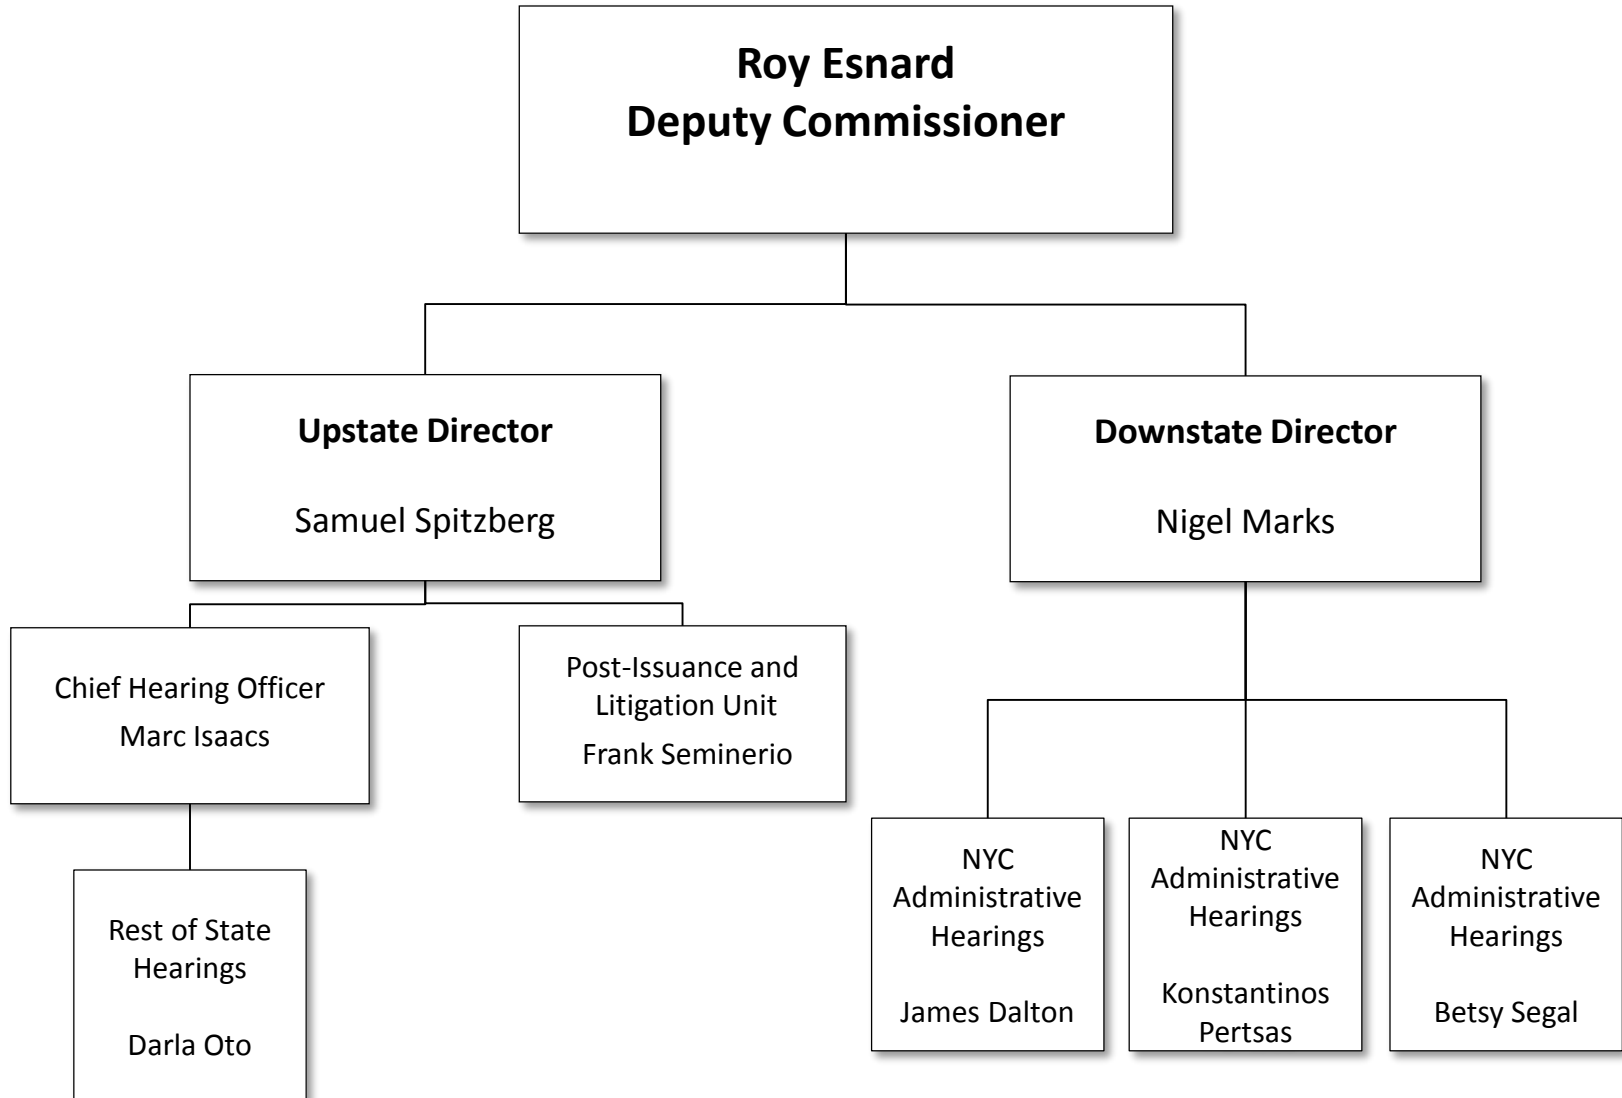 Roy Esnard
Deputy Commissioner
Upstate Director
Samuel Spitzberg
Downstate Director
Nigel Marks
Chief Hearing Officer
Marc Isaacs
Post-Issuance and
Litigation Unit
Frank Seminerio
Rest of State
Hearings
Darla Oto
NYC
Administrative
Hearings
James Dalton
NYC
Administrative
Hearings
Konstantinos
Pertsas
NYC
Administrative
Hearings
Betsy Segal